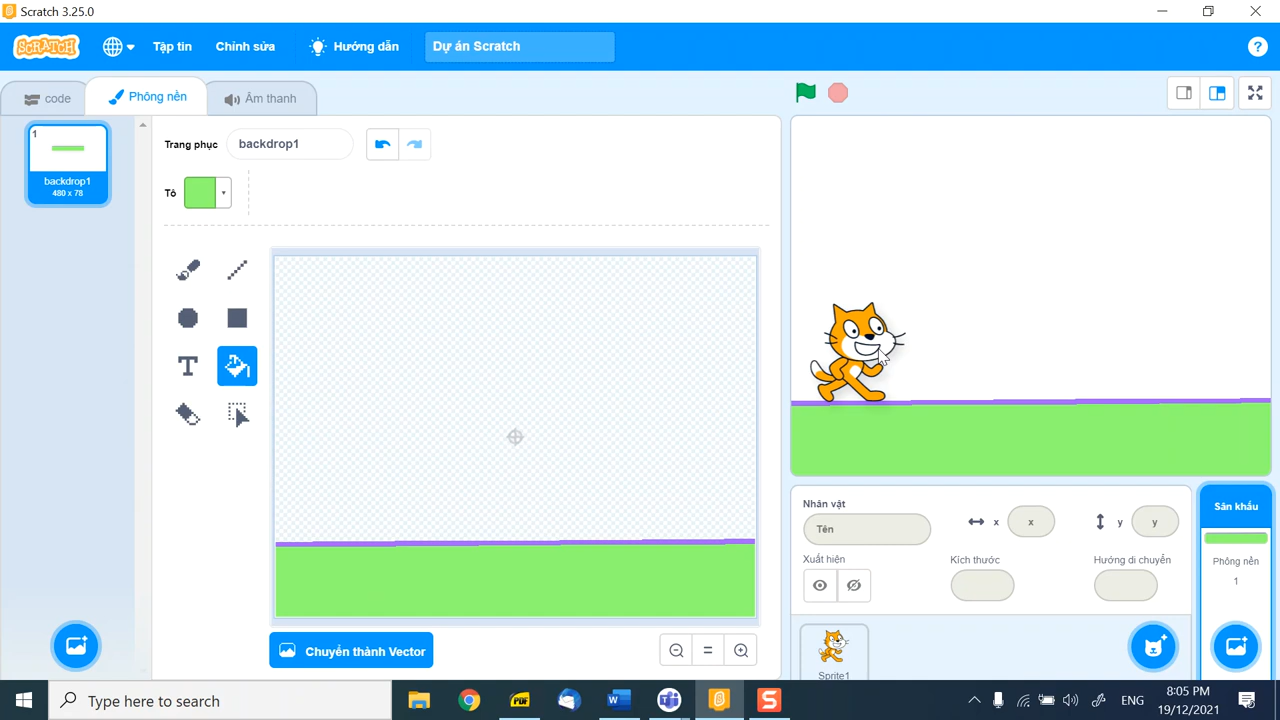 Scratch 3.25.0
SCRATCH
Tập tin
Chỉnh sửa
Hướng dẫn
Dự án Scratch
?
code
Phông nền
Âm thanh
1
backdrop1
480 x 78
Trang phục
backdrop1
Tô
T
Chuyển thành Vector
=
Nhân vật
Tên
x
x
y
y
Xuất hiện
Kích thước
Hướng di chuyển
Sprite1
Sân khấu
Phông nền
1
Type here to search
PDF
W
S
ENG
8:05 PM
19/12/2021